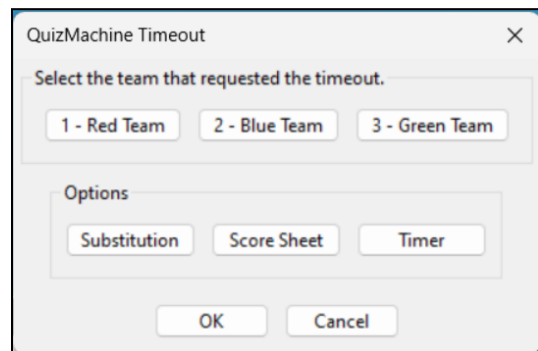 QuizMachine Timeout
Select the team that requested the timeout.
1 - Red Team 2 - Blue Team 3 - Green Team
Options
Substitution Score Sheet Timer
OK Cancel